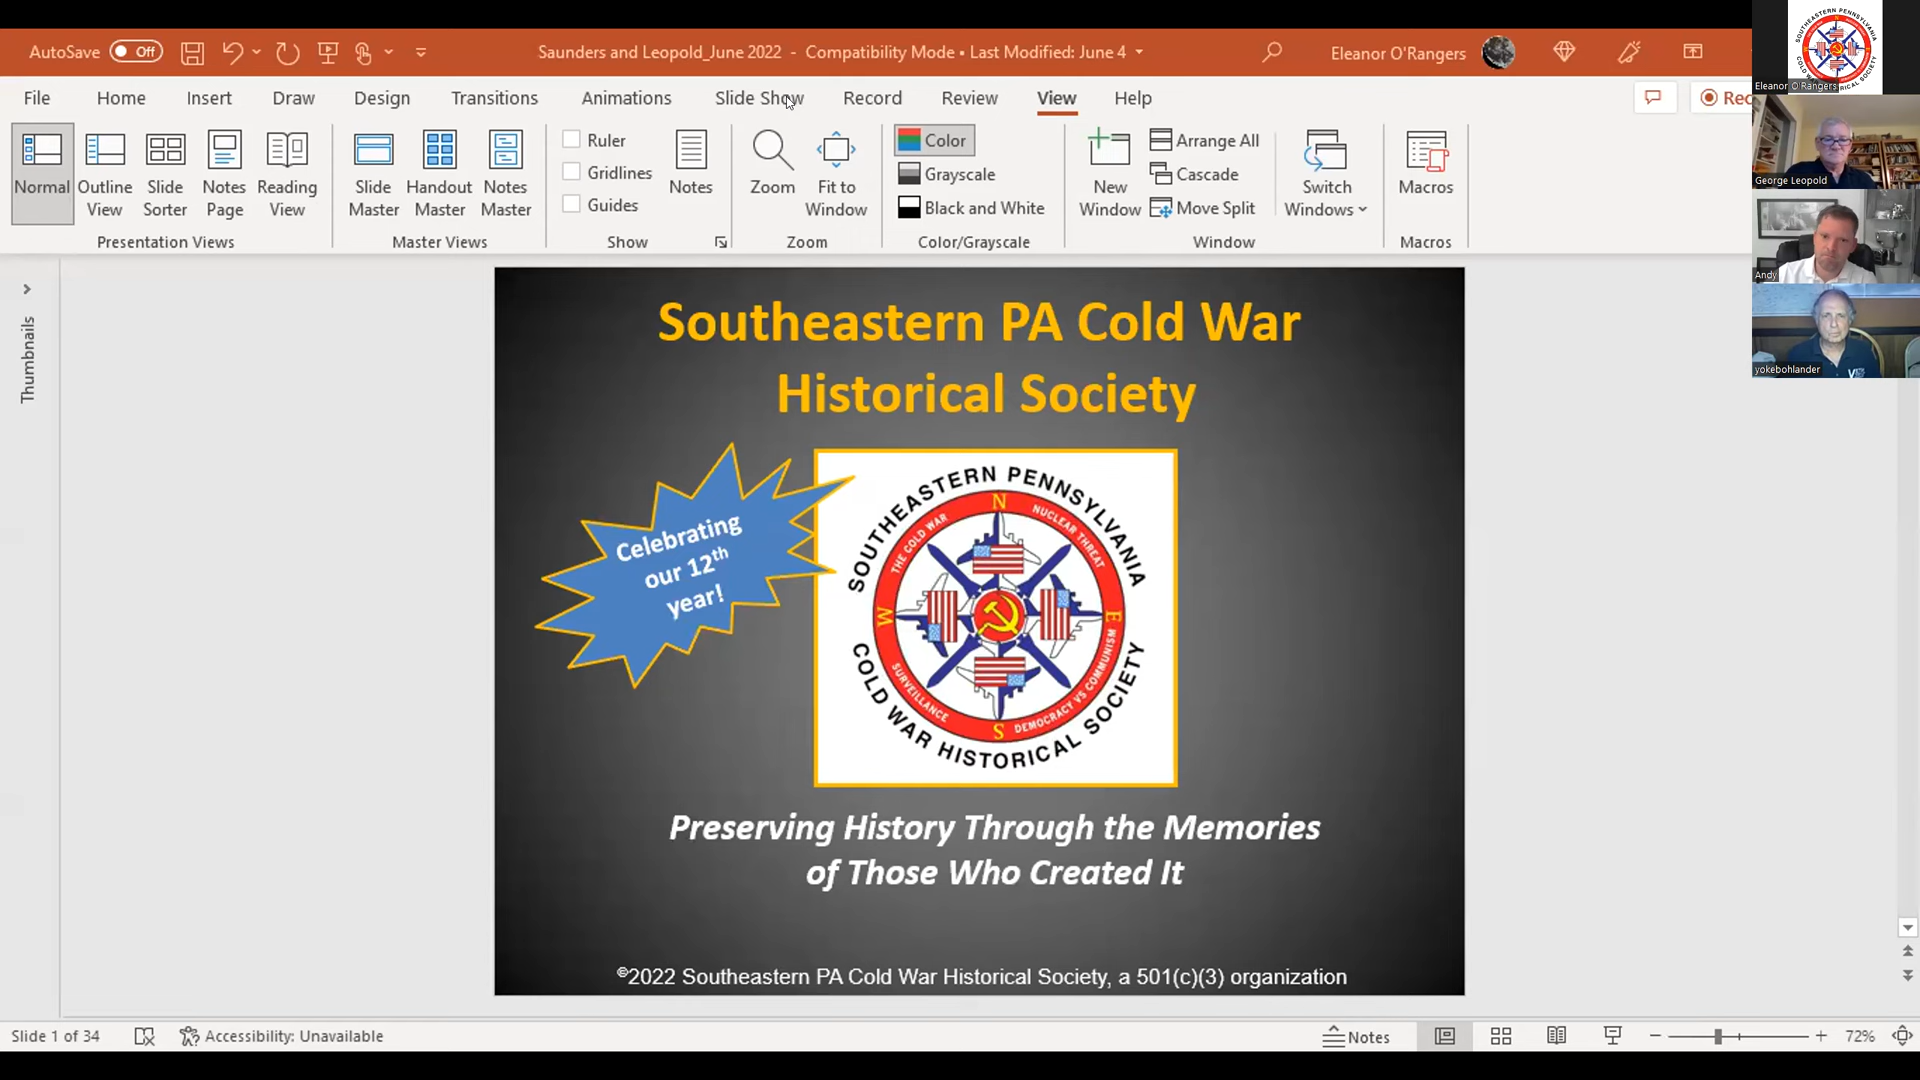 AutoSave Off
Saunders and Leopold_June 2022 - Compatibility Mode • Last Modified: June 4
Eleanor O'Rangers
File Home Insert Draw Design Transitions Animations Slide Show Record Review View Help
Rec
Normal
Outline View
Slide Sorter
Notes Page
Reading View
Presentation Views
Slide Master
Handout Master
Notes Master
Master Views
Ruler
Gridlines
Guides
Notes
Show
Zoom
Fit to Window
Zoom
Color
Grayscale
Black and White
Color/Grayscale
New Window
Arrange All
Cascade
Move Split
Switch Windows
Window
Macros
Macros
Thumbnails
Southeastern PA Cold War
Historical Society
Celebrating
our 12th
year!
SOUTHEASTERN PENNSYLVANIA
THE COLD WAR
N
NUCLEAR THREAT
W
E
SURVEILLANCE
S
DEMOCRACY VS COMMUNISM
COLD WAR HISTORICAL SOCIETY
Preserving History Through the Memories
of Those Who Created It
©2022 Southeastern PA Cold War Historical Society, a 501(c)(3) organization
Slide 1 of 34
Accessibility: Unavailable
Notes
72%
SOUTHEASTERN PENNSYLVANIA
Eleanor O'Rangers
George Leopold
Andy
yokebohlander